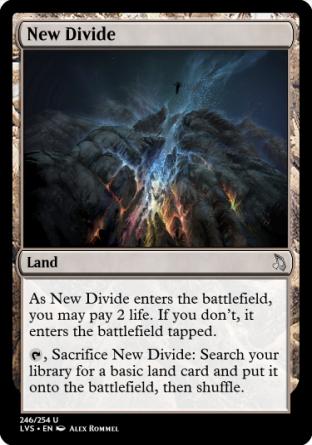 New Divide
Land
As New Divide enters the battlefield,
you may pay 2 life. If you don't, it
enters the battlefield tapped.
, Sacrifice New Divide: Search your
library for a basic land card and put it
onto the battlefield, then shuffle.
246/254 U
LVS • EN Alex Rommel